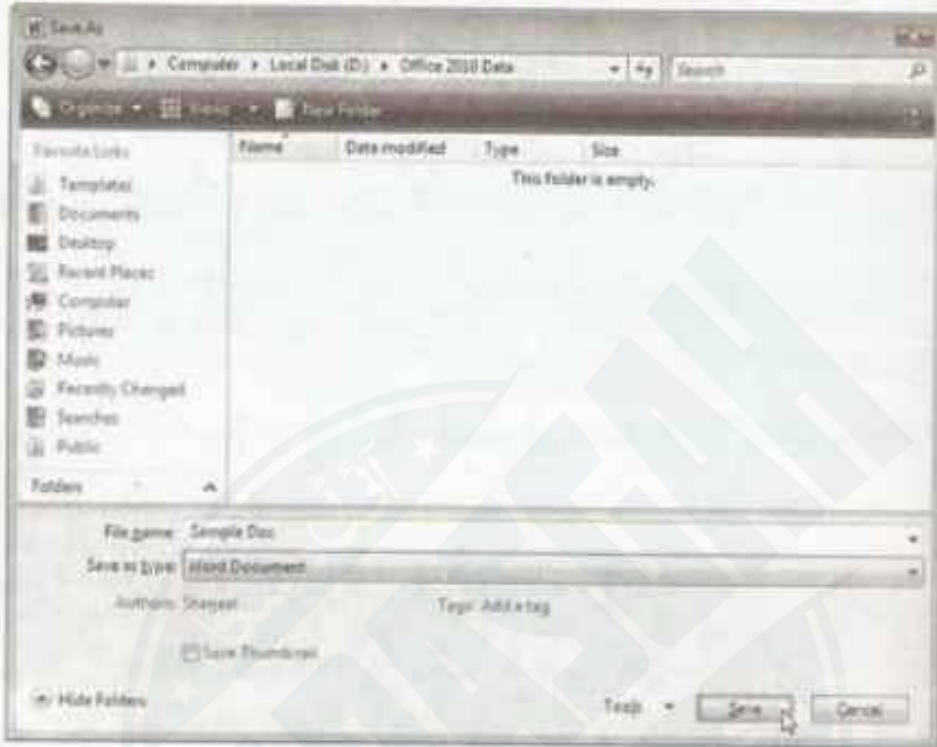 Save As
Computer ▸ Local Disk (D:) ▸ Office 2010 Data
Search
Organize
Views
New Folder
Favorite Links
Name
Date modified
Type
Size
This folder is empty.
Templates
Documents
Desktop
Recent Places
Computer
Pictures
Music
Recently Changed
Searches
Public
Folders
File name: Sample Doc
Save as type: Word Document
Authors:
Tags: Add a tag
Save Thumbnail
Hide Folders
Tools
Save
Cancel